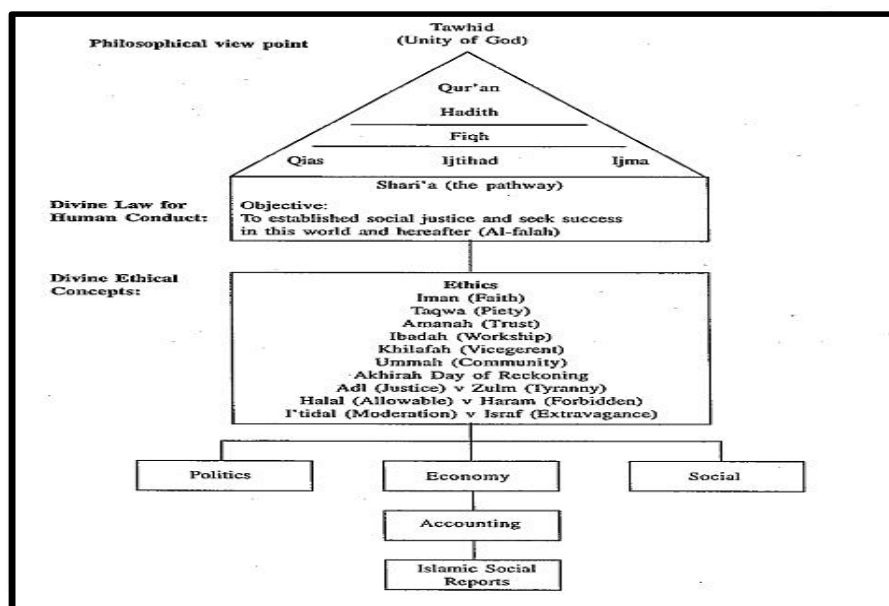 Tawhid
(Unity of God)
Philosophical view point
Qur'an
Hadith
Fiqh
Qias Ijtihad Ijma
Shari'a (the pathway)
Divine Law for
Human Conduct:
Objective:
To established social justice and seek success
in this world and hereafter (Al-falah)
Divine Ethical
Concepts:
Ethics
Iman (Faith)
Taqwa (Piety)
Amanah (Trust)
Ibadah (Workship)
Khilafah (Vicegerent)
Ummah (Community)
Akhirah Day of Reckoning
Adl (Justice) v Zulm (Tyranny)
Halal (Allowable) v Haram (Forbidden)
I'tidal (Moderation) v Israf (Extravagance)
Politics Economy Social
Accounting
Islamic Social
Reports